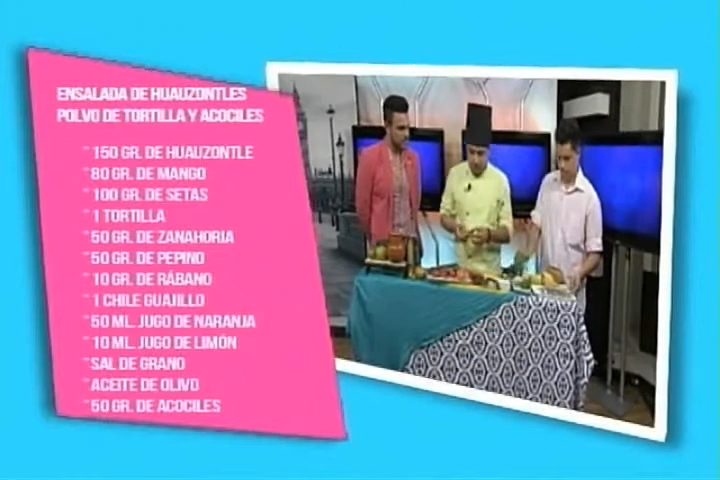 ENSALADA DE HUAUZONTLES
POLVO DE TORTILLA Y ACOCILES
* 150 GR. DE HUAUZONTLE
* 80 GR. DE MANGO
* 100 GR. DE SETAS
* 1 TORTILLA
* 50 GR. DE ZANAHORIA
* 50 GR. DE PEPINO
* 10 GR. DE RÁBANO
* 1 CHILE GUAJILLO
* 50 ML. JUGO DE NARANJA
* 10 ML. JUGO DE LIMÓN
*SAL DE GRANO
*ACEITE DE OLIVO
* 50 GR. DE ACOCILES